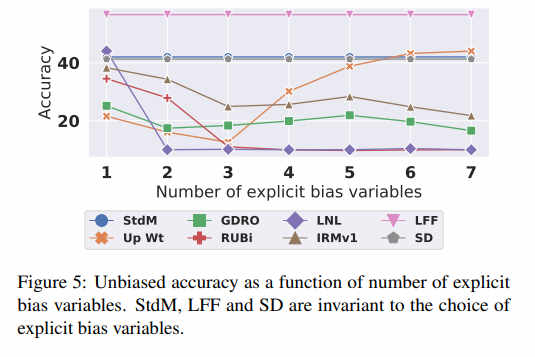 Accuracy
40
20
1 2 3 4 5 6 7
Number of explicit bias variables
StdM GDRO LNL LFF
Up Wt RUBi IRMv1 SD
Figure 5: Unbiased accuracy as a function of number of explicit
bias variables. StdM, LFF and SD are invariant to the choice of
explicit bias variables.